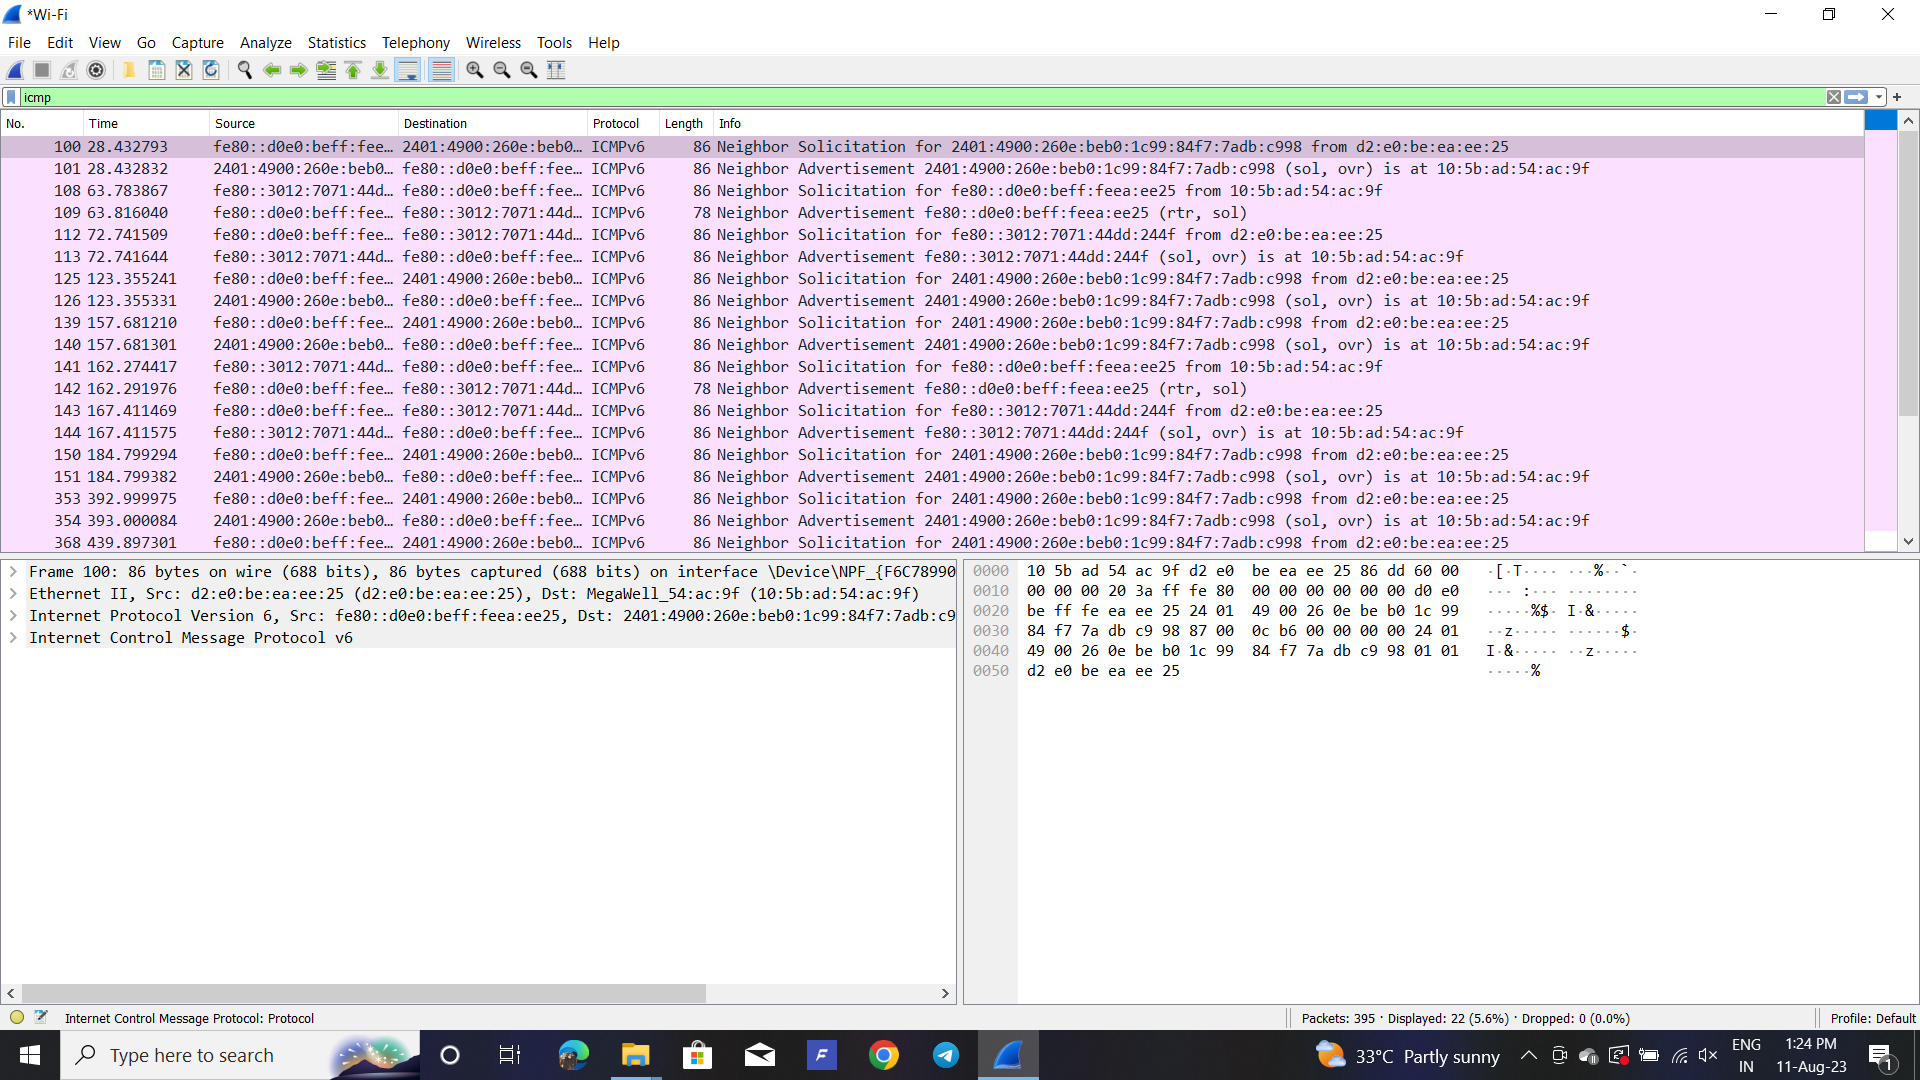 *Wi-Fi
File Edit View Go Capture Analyze Statistics Telephony Wireless Tools Help
icmp
No. Time Source Destination Protocol Length Info
100 28.432793 fe80::d0e0:beff:fee… 2401:4900:260e:beb0… ICMPv6 86 Neighbor Solicitation for 2401:4900:260e:beb0:1c99:84f7:7adb:c998 from d2:e0:be:ea:ee:25
101 28.432832 2401:4900:260e:beb0… fe80::d0e0:beff:fee… ICMPv6 86 Neighbor Advertisement 2401:4900:260e:beb0:1c99:84f7:7adb:c998 (sol, ovr) is at 10:5b:ad:54:ac:9f
108 63.783867 fe80::3012:7071:44d… fe80::d0e0:beff:fee… ICMPv6 86 Neighbor Solicitation for fe80::d0e0:beff:feea:ee25 from 10:5b:ad:54:ac:9f
109 63.816040 fe80::d0e0:beff:fee… fe80::3012:7071:44d… ICMPv6 78 Neighbor Advertisement fe80::d0e0:beff:feea:ee25 (rtr, sol)
112 72.741509 fe80::d0e0:beff:fee… fe80::3012:7071:44d… ICMPv6 86 Neighbor Solicitation for fe80::3012:7071:44dd:244f from d2:e0:be:ea:ee:25
113 72.741644 fe80::3012:7071:44d… fe80::d0e0:beff:fee… ICMPv6 86 Neighbor Advertisement fe80::3012:7071:44dd:244f (sol, ovr) is at 10:5b:ad:54:ac:9f
125 123.355241 fe80::d0e0:beff:fee… 2401:4900:260e:beb0… ICMPv6 86 Neighbor Solicitation for 2401:4900:260e:beb0:1c99:84f7:7adb:c998 from d2:e0:be:ea:ee:25
126 123.355331 2401:4900:260e:beb0… fe80::d0e0:beff:fee… ICMPv6 86 Neighbor Advertisement 2401:4900:260e:beb0:1c99:84f7:7adb:c998 (sol, ovr) is at 10:5b:ad:54:ac:9f
139 157.681210 fe80::d0e0:beff:fee… 2401:4900:260e:beb0… ICMPv6 86 Neighbor Solicitation for 2401:4900:260e:beb0:1c99:84f7:7adb:c998 from d2:e0:be:ea:ee:25
140 157.681301 2401:4900:260e:beb0… fe80::d0e0:beff:fee… ICMPv6 86 Neighbor Advertisement 2401:4900:260e:beb0:1c99:84f7:7adb:c998 (sol, ovr) is at 10:5b:ad:54:ac:9f
141 162.274417 fe80::3012:7071:44d… fe80::d0e0:beff:fee… ICMPv6 86 Neighbor Solicitation for fe80::d0e0:beff:feea:ee25 from 10:5b:ad:54:ac:9f
142 162.291976 fe80::d0e0:beff:fee… fe80::3012:7071:44d… ICMPv6 78 Neighbor Advertisement fe80::d0e0:beff:feea:ee25 (rtr, sol)
143 167.411469 fe80::d0e0:beff:fee… fe80::3012:7071:44d… ICMPv6 86 Neighbor Solicitation for fe80::3012:7071:44dd:244f from d2:e0:be:ea:ee:25
144 167.411575 fe80::3012:7071:44d… fe80::d0e0:beff:fee… ICMPv6 86 Neighbor Advertisement fe80::3012:7071:44dd:244f (sol, ovr) is at 10:5b:ad:54:ac:9f
150 184.799294 fe80::d0e0:beff:fee… 2401:4900:260e:beb0… ICMPv6 86 Neighbor Solicitation for 2401:4900:260e:beb0:1c99:84f7:7adb:c998 from d2:e0:be:ea:ee:25
151 184.799382 2401:4900:260e:beb0… fe80::d0e0:beff:fee… ICMPv6 86 Neighbor Advertisement 2401:4900:260e:beb0:1c99:84f7:7adb:c998 (sol, ovr) is at 10:5b:ad:54:ac:9f
353 392.999975 fe80::d0e0:beff:fee… 2401:4900:260e:beb0… ICMPv6 86 Neighbor Solicitation for 2401:4900:260e:beb0:1c99:84f7:7adb:c998 from d2:e0:be:ea:ee:25
354 393.000084 2401:4900:260e:beb0… fe80::d0e0:beff:fee… ICMPv6 86 Neighbor Advertisement 2401:4900:260e:beb0:1c99:84f7:7adb:c998 (sol, ovr) is at 10:5b:ad:54:ac:9f
368 439.897301 fe80::d0e0:beff:fee… 2401:4900:260e:beb0… ICMPv6 86 Neighbor Solicitation for 2401:4900:260e:beb0:1c99:84f7:7adb:c998 from d2:e0:be:ea:ee:25
Frame 100: 86 bytes on wire (688 bits), 86 bytes captured (688 bits) on interface \Device\NPF_{F6C78990
Ethernet II, Src: d2:e0:be:ea:ee:25 (d2:e0:be:ea:ee:25), Dst: MegaWell_54:ac:9f (10:5b:ad:54:ac:9f)
Internet Protocol Version 6, Src: fe80::d0e0:beff:feea:ee25, Dst: 2401:4900:260e:beb0:1c99:84f7:7adb:c9
Internet Control Message Protocol v6
0000 10 5b ad 54 ac 9f d2 e0 be ea ee 25 86 dd 60 00 ·[·T···· ···%··`·
0010 00 00 00 20 3a ff fe 80 00 00 00 00 00 00 d0 e0 ··· :··· ········
0020 be ff fe ea ee 25 24 01 49 00 26 0e be b0 1c 99 ·····%$· I·&·····
0030 84 f7 7a db c9 98 87 00 0c b6 00 00 00 00 24 01 ··z····· ······$·
0040 49 00 26 0e be b0 1c 99 84 f7 7a db c9 98 01 01 I·&····· ··z·····
0050 d2 e0 be ea ee 25 ·····%
Internet Control Message Protocol: Protocol
Packets: 395 · Displayed: 22 (5.6%) · Dropped: 0 (0.0%)
Profile: Default
Type here to search
F
33°C Partly sunny
ENG
IN
1:24 PM
11-Aug-23
1